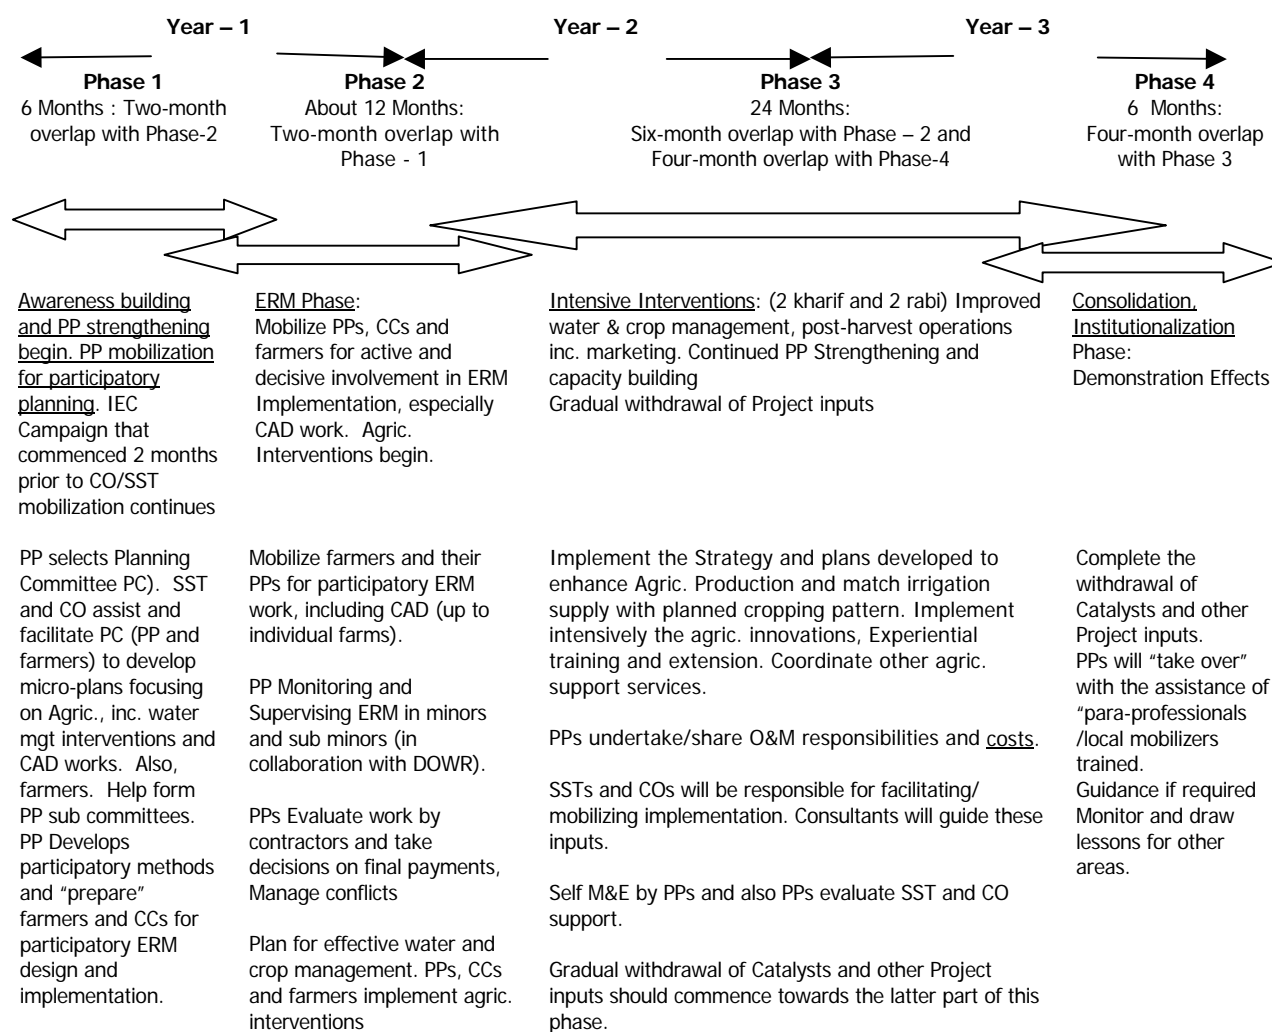 Year – 1
Year – 2
Year – 3
Phase 1
6 Months : Two-month
overlap with Phase-2
Phase 2
About 12 Months:
Two-month overlap with
Phase - 1
Phase 3
24 Months:
Six-month overlap with Phase – 2 and
Four-month overlap with Phase-4
Phase 4
6 Months:
Four-month overlap
with Phase 3
Awareness building
and PP strengthening
begin. PP mobilization
for participatory
planning. IEC
Campaign that
commenced 2 months
prior to CO/SST
mobilization continues
ERM Phase:
Mobilize PPs, CCs and
farmers for active and
decisive involvement in ERM
Implementation, especially
CAD work. Agric.
Interventions begin.
Intensive Interventions: (2 kharif and 2 rabi) Improved
water & crop management, post-harvest operations
inc. marketing. Continued PP Strengthening and
capacity building
Gradual withdrawal of Project inputs
Consolidation,
Institutionalization
Phase:
Demonstration Effects
PP selects Planning
Committee PC). SST
and CO assist and
facilitate PC (PP and
farmers) to develop
micro-plans focusing
on Agric., inc. water
mgt interventions and
CAD works. Also,
farmers. Help form
PP sub committees.
PP Develops
participatory methods
and “prepare”
farmers and CCs for
participatory ERM
design and
implementation.
Mobilize farmers and their
PPs for participatory ERM
work, including CAD (up to
individual farms).
PP Monitoring and
Supervising ERM in minors
and sub minors (in
collaboration with DOWR).
PPs Evaluate work by
contractors and take
decisions on final payments,
Manage conflicts
Plan for effective water and
crop management. PPs, CCs
and farmers implement agric.
interventions
Implement the Strategy and plans developed to
enhance Agric. Production and match irrigation
supply with planned cropping pattern. Implement
intensively the agric. innovations, Experiential
training and extension. Coordinate other agric.
support services.
PPs undertake/share O&M responsibilities and costs.
SSTs and COs will be responsible for facilitating/
mobilizing implementation. Consultants will guide these
inputs.
Self M&E by PPs and also PPs evaluate SST and CO
support.
Gradual withdrawal of Catalysts and other Project
inputs should commence towards the latter part of this
phase.
Complete the
withdrawal of
Catalysts and other
Project inputs.
PPs will “take over”
with the assistance of
“para-professionals
/local mobilizers
trained.
Guidance if required
Monitor and draw
lessons for other
areas.